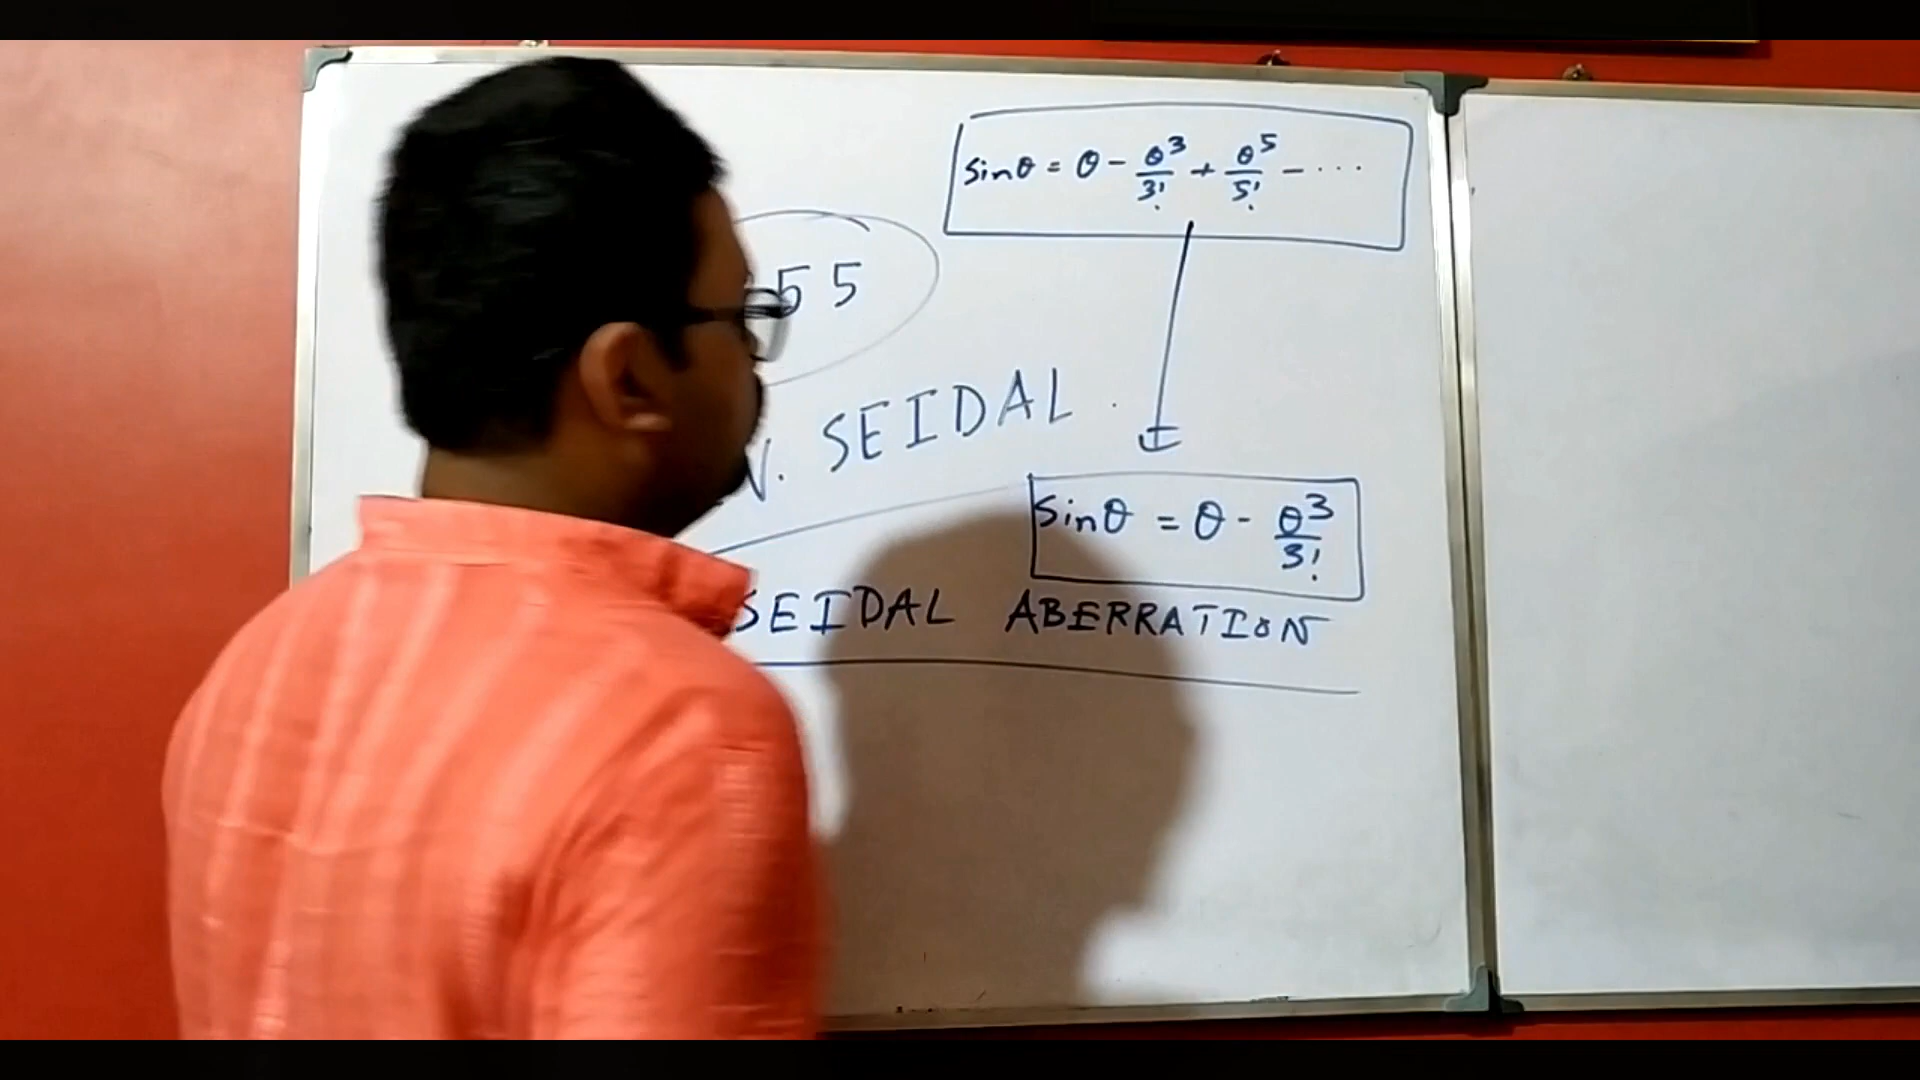 sinθ = θ - θ³/3! + θ⁵/5! - ....
55
V. SEIDAL
sinθ = θ - θ³/3!
SEIDAL ABERRATION